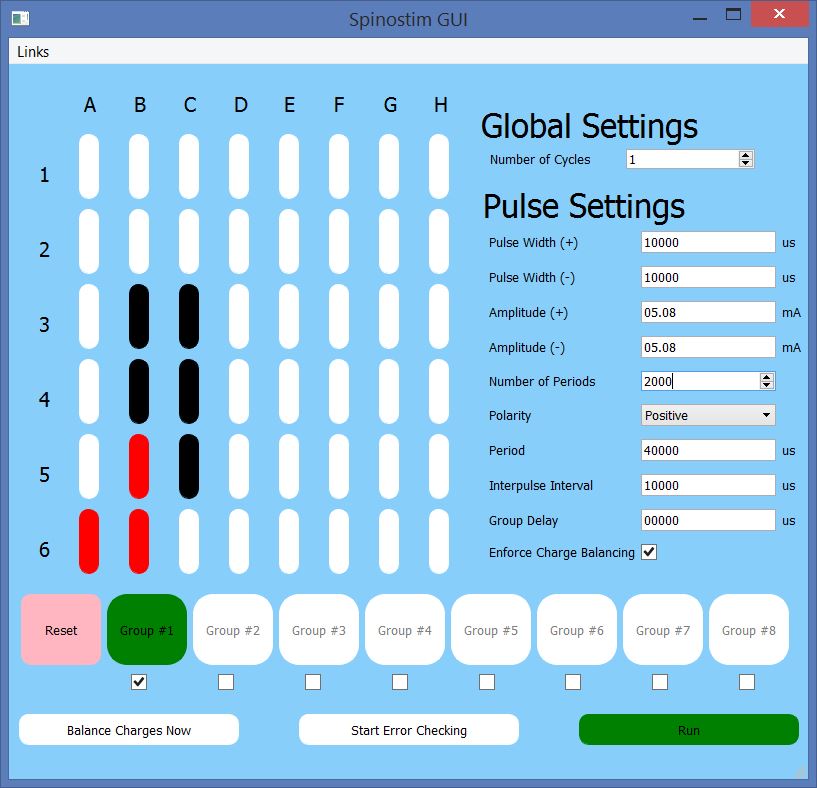 Spinostim GUI
Links
A B C D E F G H
1
2
3
4
5
6
Global Settings
Number of Cycles 1
Pulse Settings
Pulse Width (+) 10000 us
Pulse Width (-) 10000 us
Amplitude (+) 05.08 mA
Amplitude (-) 05.08 mA
Number of Periods 2000
Polarity Positive
Period 40000 us
Interpulse Interval 10000 us
Group Delay 00000 us
Enforce Charge Balancing
Reset Group #1 Group #2 Group #3 Group #4 Group #5 Group #6 Group #7 Group #8
Balance Charges Now Start Error Checking Run